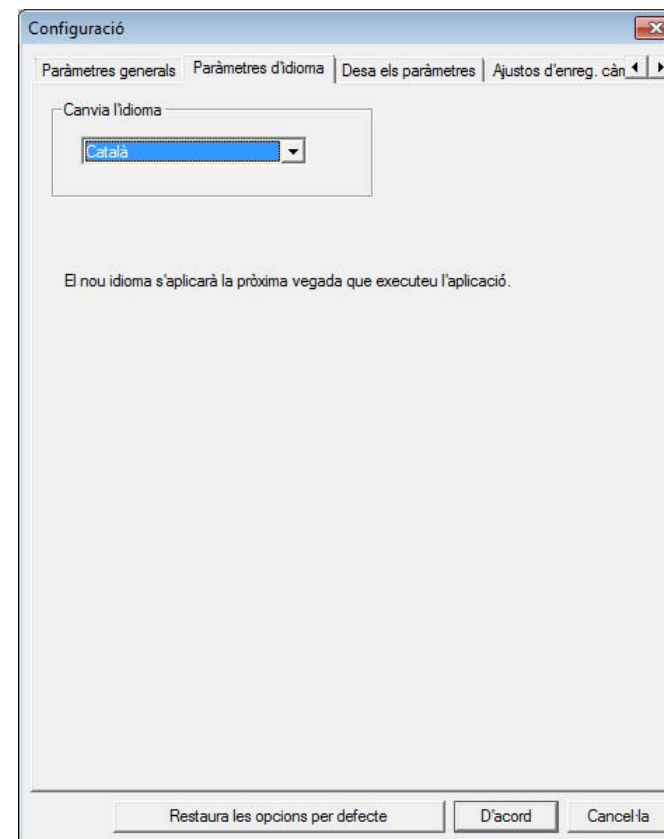 Configuració
Paràmetres generals Paràmetres d'idioma Desa els paràmetres Ajustos d'enreg. càm
Canvia l'idioma
Català
El nou idioma s'aplicarà la pròxima vegada que executeu l'aplicació.
Restaura les opcions per defecte D'acord Cancel·la